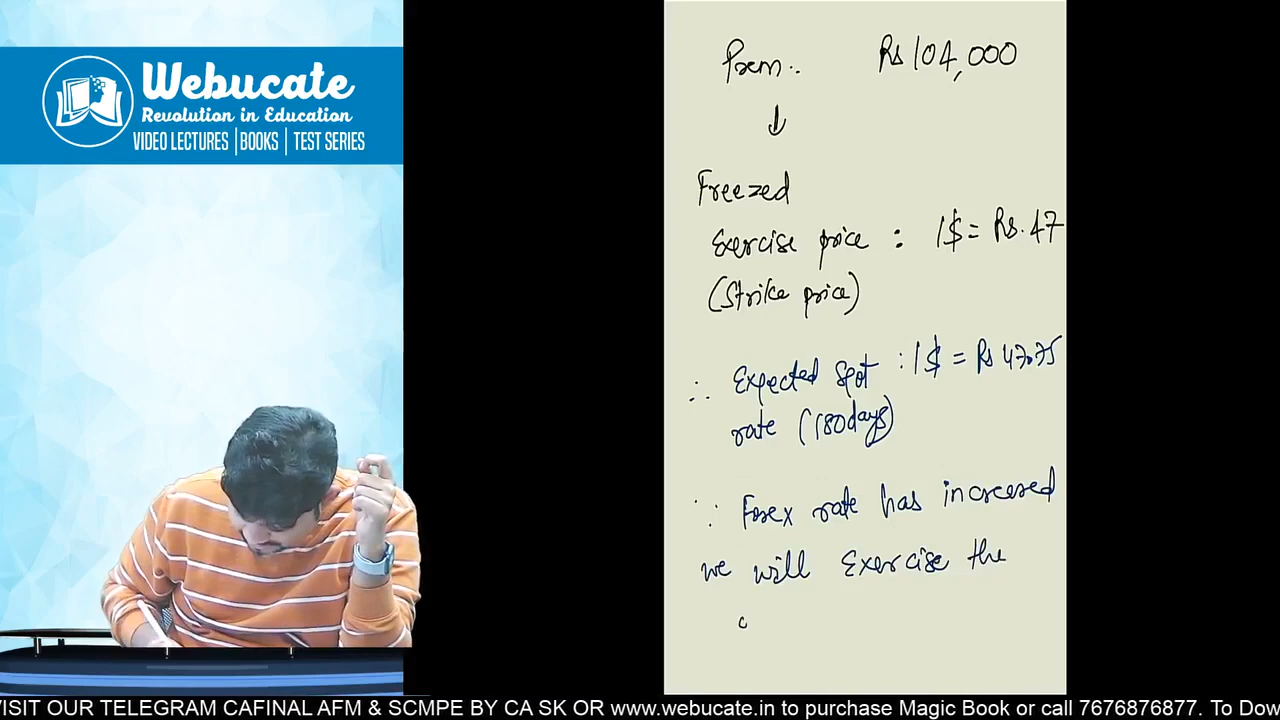 Webucate
Revolution in Education
VIDEO LECTURES | BOOKS | TEST SERIES
Prem:. Rs 104,000
Freezed
Exercise price : 1$ = Rs. 47
(Strike price)
∴ Expected spot : 1$ = Rs 47.75
rate (180 days)
∵ Forex rate has increased
we will Exercise the
VISIT OUR TELEGRAM CAFINAL AFM & SCMPE BY CA SK OR www.webucate.in to purchase Magic Book or call 7676876877. To Dow